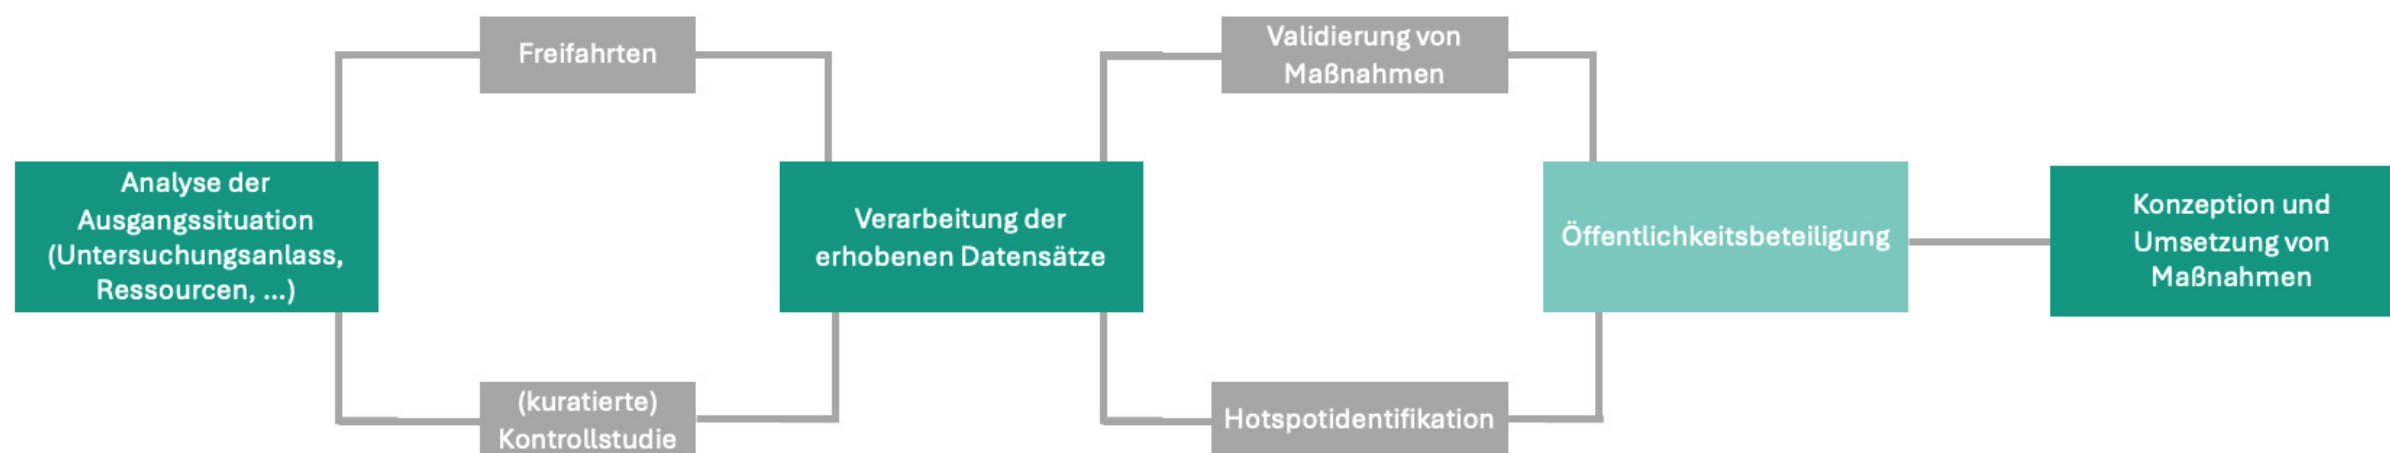 Analyse der
Ausgangssituation
(Untersuchungsanlass,
Ressourcen, ...)
Freifahrten
(kuratierte)
Kontrollstudie
Verarbeitung der
erhobenen Datensätze
Validierung von
Maßnahmen
Hotspotidentifikation
Öffentlichkeitsbeteiligung
Konzeption und
Umsetzung von
Maßnahmen